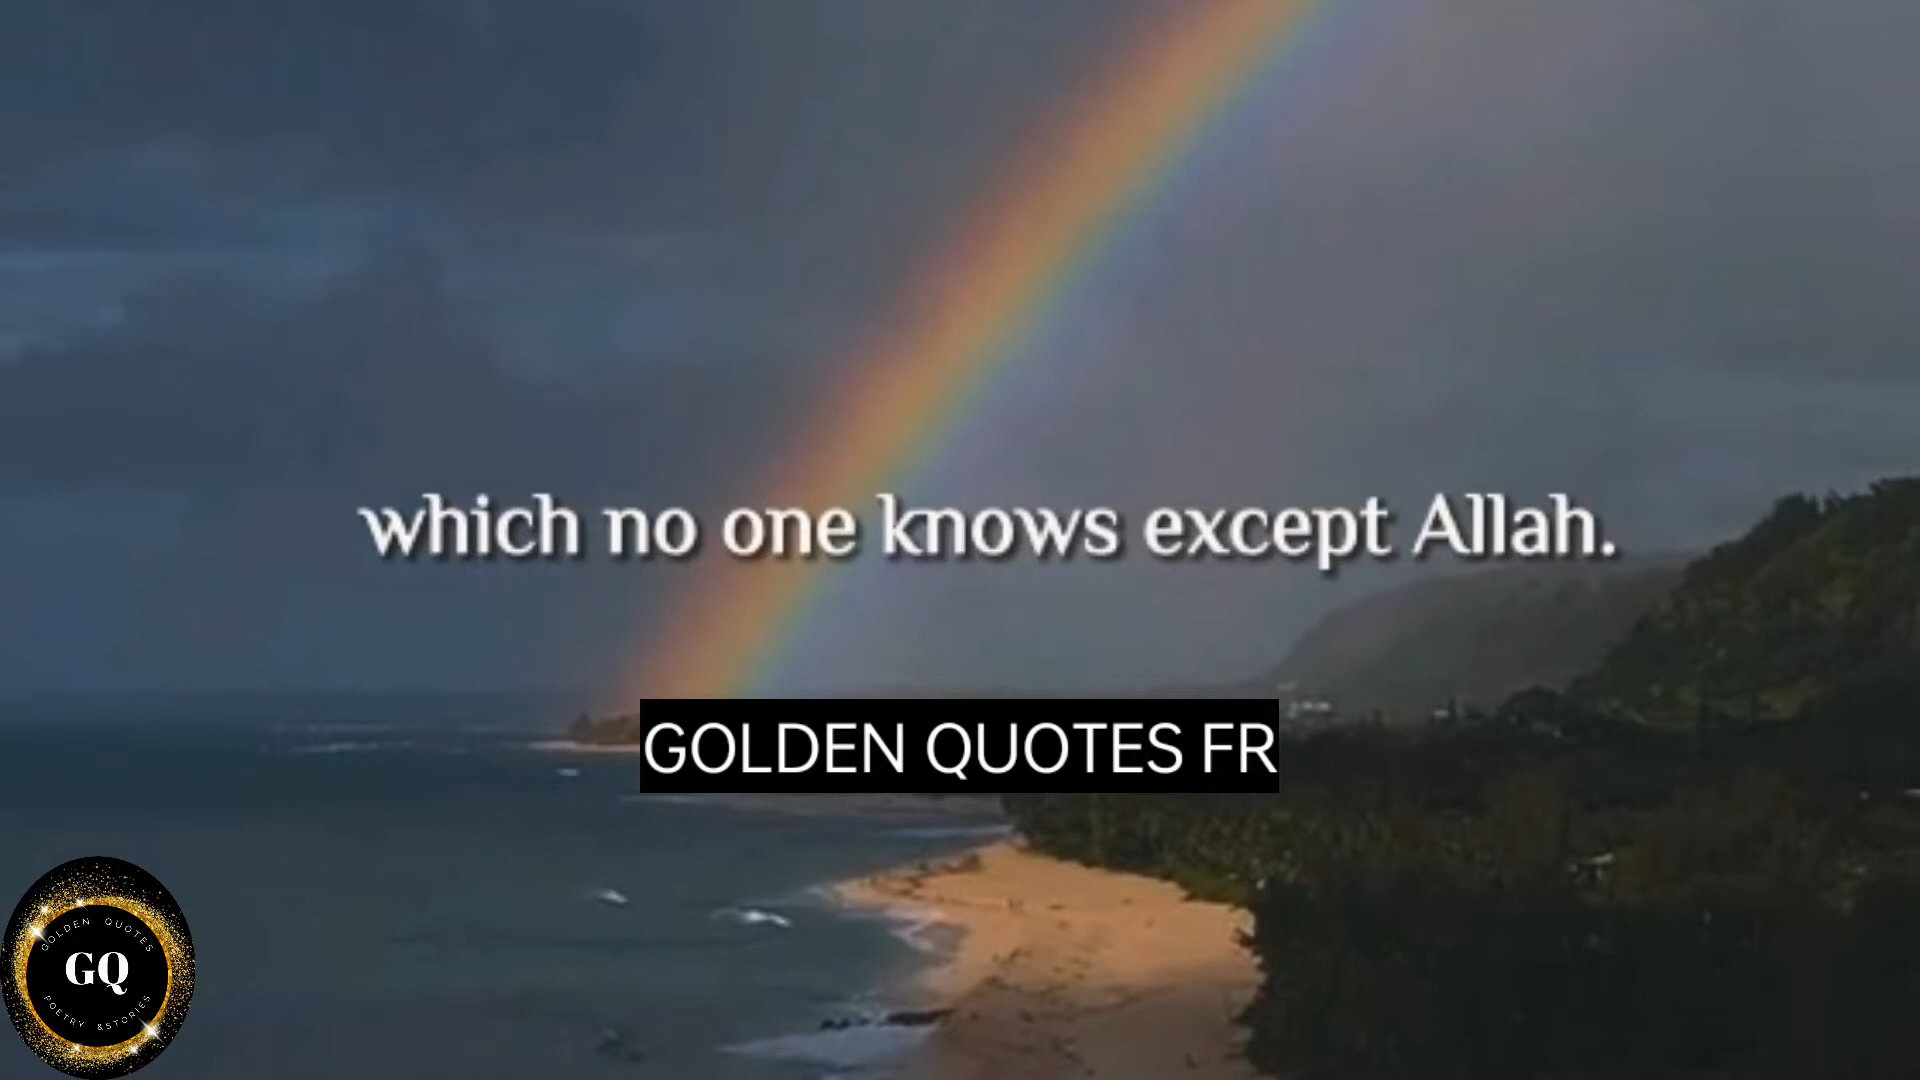 which no one knows except Allah.
GOLDEN QUOTES FR
GOLDEN QUOTES
GQ
POETRY &STORIES